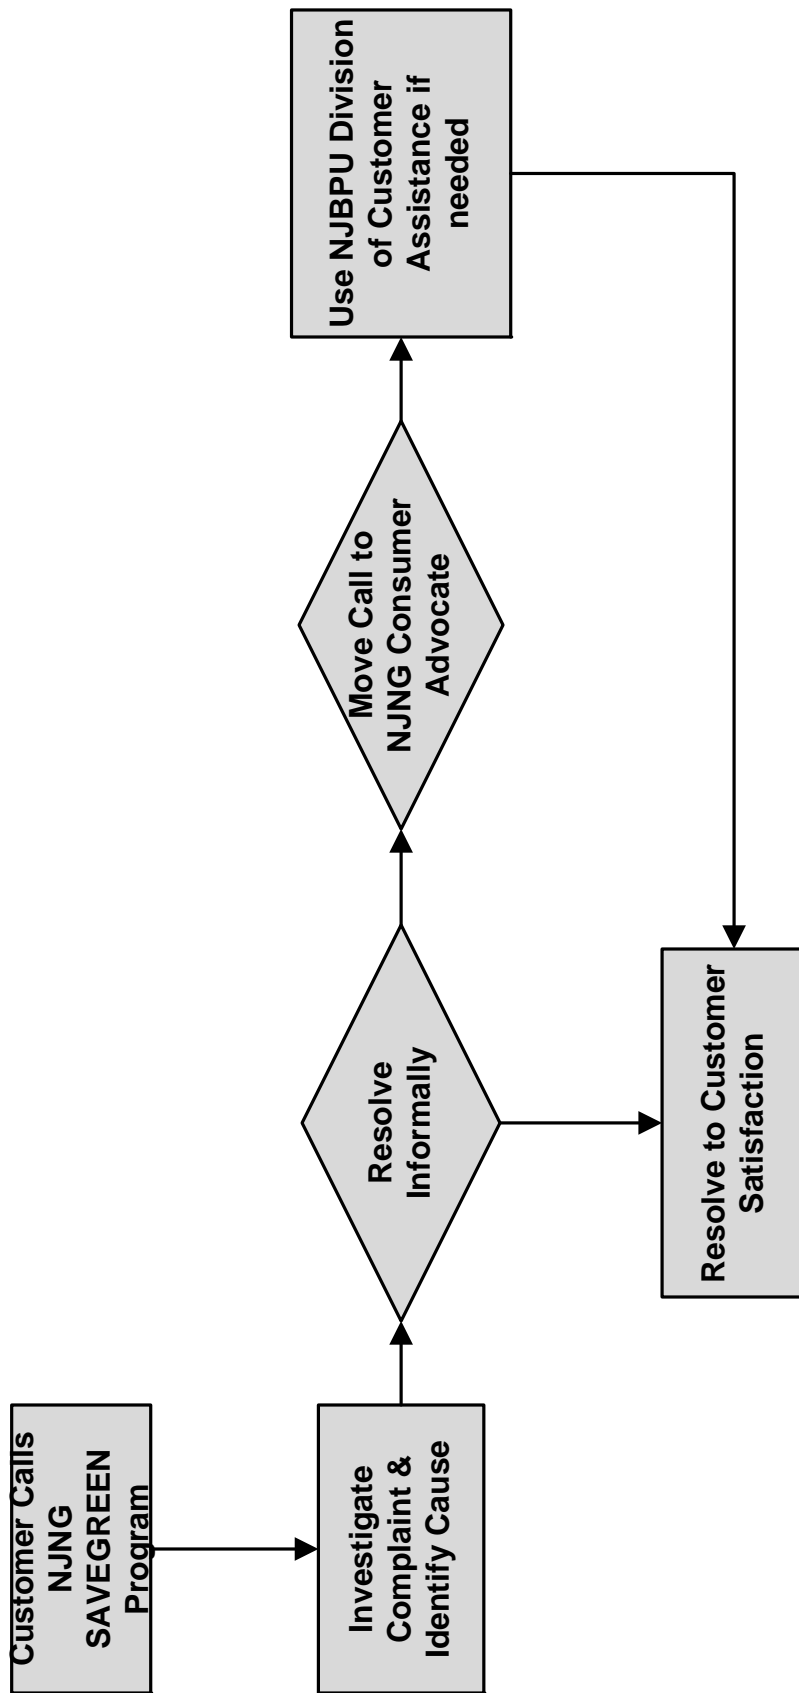 Customer Calls
NJNG
SAVEGREEN
Program
Investigate
Complaint &
Identify Cause
Resolve
Informally
Move Call to
NJNG Consumer
Advocate
Use NJBPU Division
of Customer
Assistance if
needed
Resolve to Customer
Satisfaction